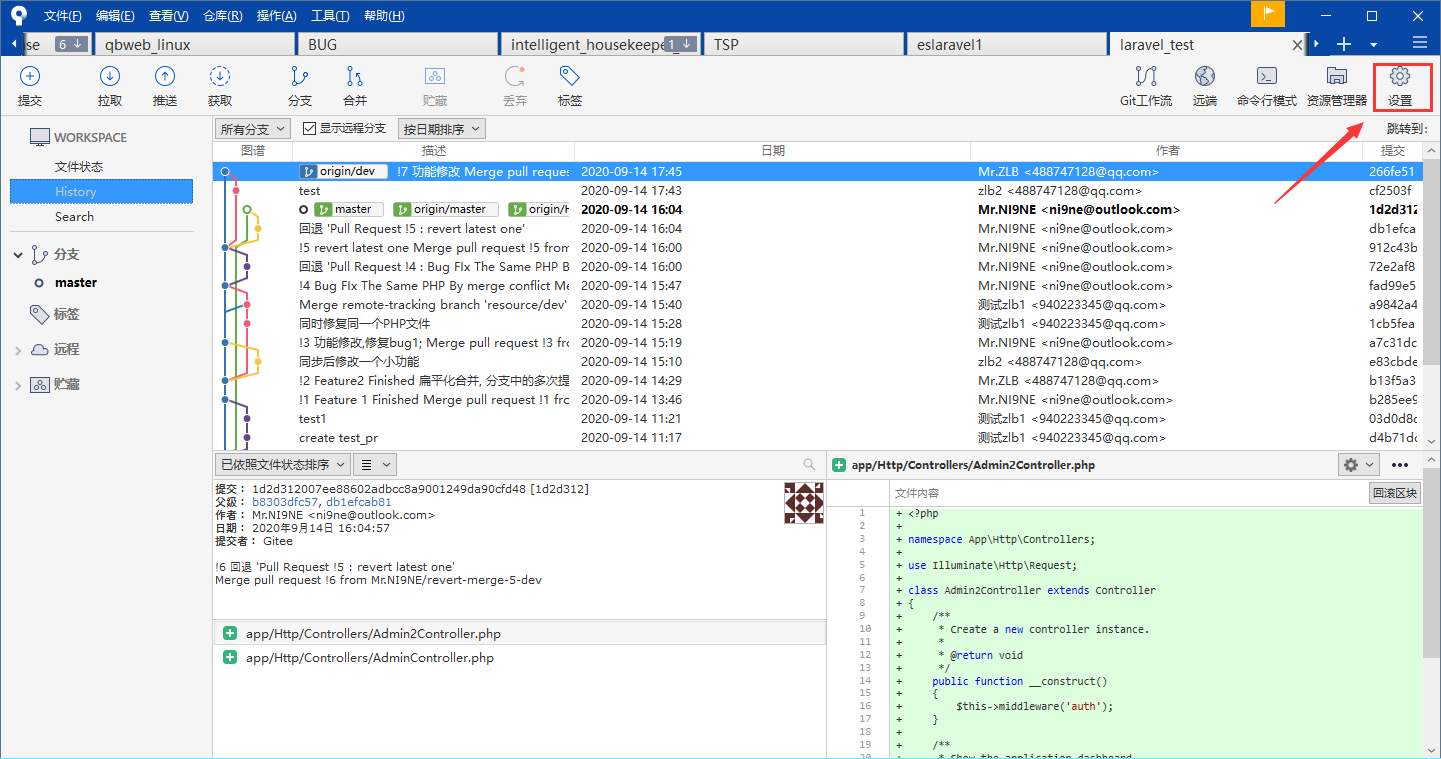 文件(F) 编辑(E) 查看(V) 仓库(R) 操作(A) 工具(T) 帮助(H)
se 6 qbweb_linux BUG intelligent_housekeepe 1 TSP eslaravel1 laravel_test
提交 拉取 推送 获取 分支 合并 贮藏 丢弃 标签 Git工作流 远端 命令行模式 资源管理器 设置
WORKSPACE
文件状态
History
Search
分支
master
标签
远程
贮藏
所有分支 显示远程分支 按日期排序 跳转到:
图谱 描述 日期 作者 提交
origin/dev !7 功能修改 Merge pull reques 2020-09-14 17:45 Mr.ZLB <488747128@qq.com> 266fe51
test 2020-09-14 17:43 zlb2 <488747128@qq.com> cf2503f
master origin/master origin/H 2020-09-14 16:04 Mr.NI9NE <ni9ne@outlook.com> 1d2d312
回退 'Pull Request !5 : revert latest one' 2020-09-14 16:04 Mr.NI9NE <ni9ne@outlook.com> db1efca
!5 revert latest one Merge pull request !5 from 2020-09-14 16:00 Mr.NI9NE <ni9ne@outlook.com> 912c43b
回退 'Pull Request !4 : Bug FIx The Same PHP B 2020-09-14 16:00 Mr.NI9NE <ni9ne@outlook.com> 72e2af8
!4 Bug FIx The Same PHP By merge conflict Me 2020-09-14 15:47 Mr.NI9NE <ni9ne@outlook.com> fad99e5
Merge remote-tracking branch 'resource/dev' 2020-09-14 15:40 测试zlb1 <940223345@qq.com> a9842a4
同时修复同一个PHP文件 2020-09-14 15:28 测试zlb1 <940223345@qq.com> 1cb5fea
!3 功能修改,修复bug1; Merge pull request !3 fro 2020-09-14 15:19 Mr.NI9NE <ni9ne@outlook.com> a7c31dc
同步后修改一个小功能 2020-09-14 15:10 zlb2 <488747128@qq.com> e83cbde
!2 Feature2 Finished 扁平化合并, 分支中的多次提 2020-09-14 14:29 Mr.ZLB <488747128@qq.com> b13f5a3
!1 Feature 1 Finished Merge pull request !1 fro 2020-09-14 13:46 Mr.NI9NE <ni9ne@outlook.com> b285ee9
test1 2020-09-14 11:21 测试zlb1 <940223345@qq.com> 03d0d8c
create test_pr 2020-09-14 11:17 测试zlb1 <940223345@qq.com> d4b71dc
已依照文件状态排序
提交: 1d2d312007ee88602adbcc8a9001249da90cfd48 [1d2d312]
父级: b8303dfc57, db1efcab81
作者: Mr.NI9NE <ni9ne@outlook.com>
日期: 2020年9月14日 16:04:57
提交者: Gitee
!6 回退 'Pull Request !5 : revert latest one'
Merge pull request !6 from Mr.NI9NE/revert-merge-5-dev
app/Http/Controllers/Admin2Controller.php
app/Http/Controllers/AdminController.php
app/Http/Controllers/Admin2Controller.php
文件内容 回滚区块
1 + <?php
2 +
3 + namespace App\Http\Controllers;
4 +
5 + use Illuminate\Http\Request;
6 +
7 + class Admin2Controller extends Controller
8 + {
9 + /**
10 + * Create a new controller instance.
11 + *
12 + * @return void
13 + */
14 + public function __construct()
15 + {
16 + $this->middleware('auth');
17 + }
18 +
19 + /**
20 + * Show the application dashboard